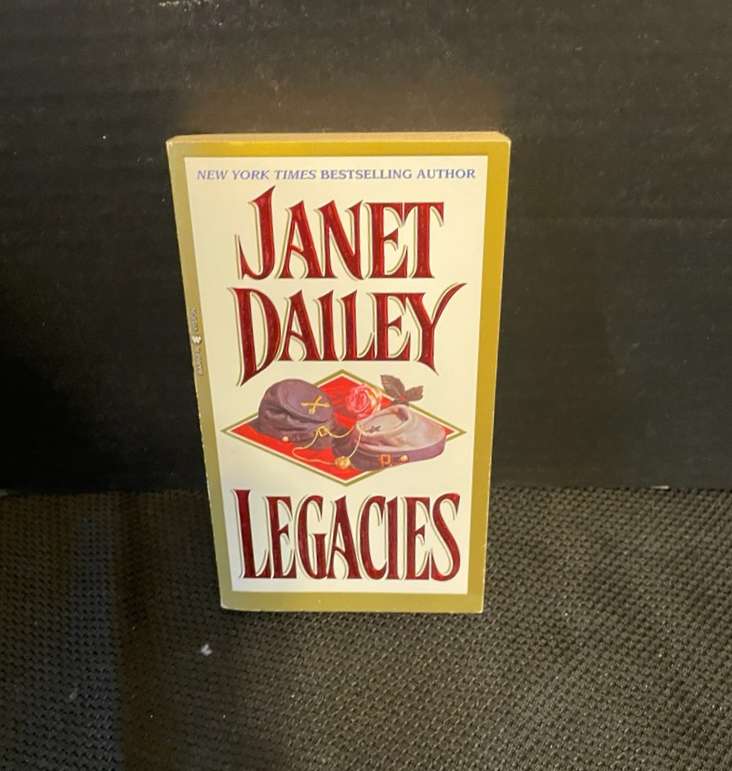 NEW YORK TIMES BESTSELLING AUTHOR
JANET
DAILEY
LEGACIES